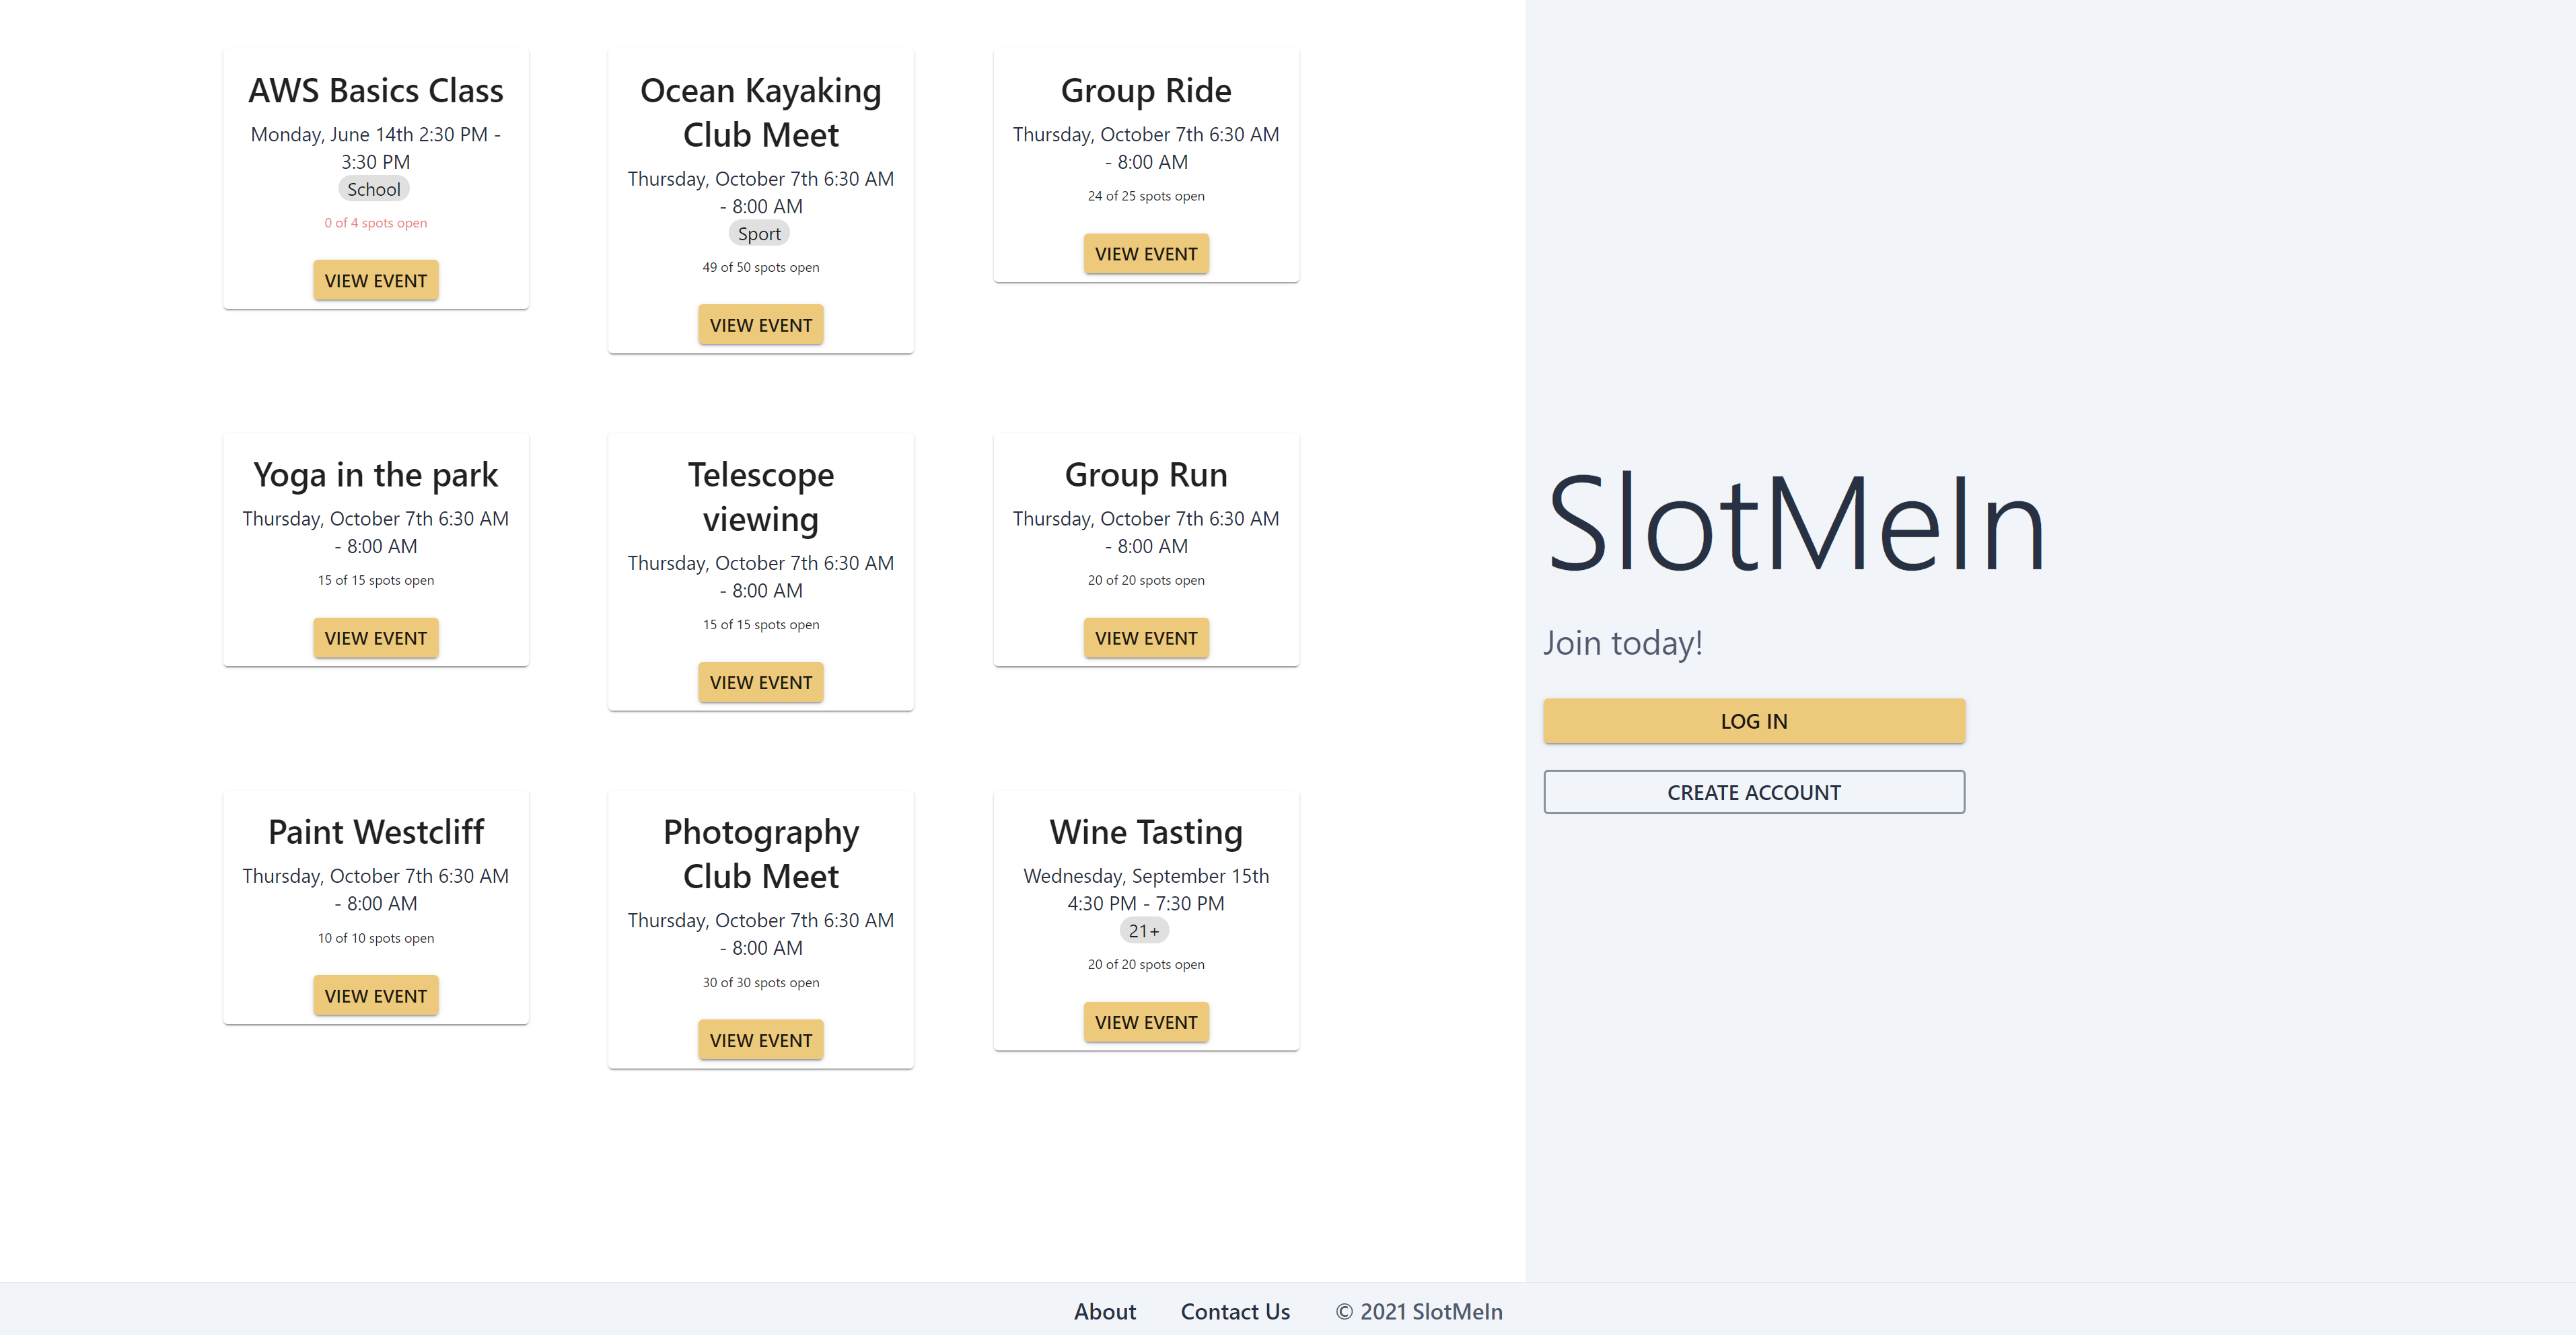 AWS Basics Class
Monday, June 14th 2:30 PM -
3:30 PM
School
0 of 4 spots open
VIEW EVENT
Ocean Kayaking
Club Meet
Thursday, October 7th 6:30 AM
- 8:00 AM
Sport
49 of 50 spots open
VIEW EVENT
Group Ride
Thursday, October 7th 6:30 AM
- 8:00 AM
24 of 25 spots open
VIEW EVENT
Yoga in the park
Thursday, October 7th 6:30 AM
- 8:00 AM
15 of 15 spots open
VIEW EVENT
Telescope
viewing
Thursday, October 7th 6:30 AM
- 8:00 AM
15 of 15 spots open
VIEW EVENT
Group Run
Thursday, October 7th 6:30 AM
- 8:00 AM
20 of 20 spots open
VIEW EVENT
Paint Westcliff
Thursday, October 7th 6:30 AM
- 8:00 AM
10 of 10 spots open
VIEW EVENT
Photography
Club Meet
Thursday, October 7th 6:30 AM
- 8:00 AM
30 of 30 spots open
VIEW EVENT
Wine Tasting
Wednesday, September 15th
4:30 PM - 7:30 PM
21+
20 of 20 spots open
VIEW EVENT
SlotMeIn
Join today!
LOG IN
CREATE ACCOUNT
About
Contact Us
© 2021 SlotMeIn